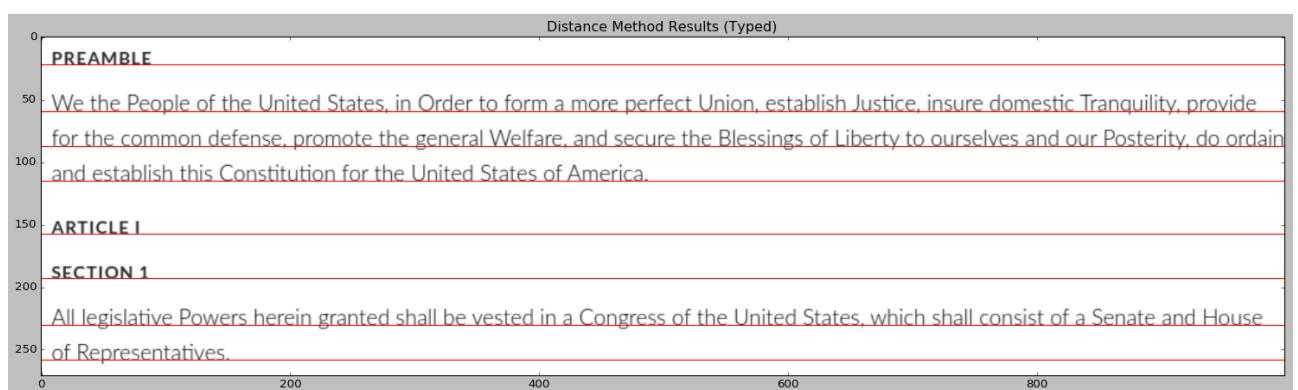 Distance Method Results (Typed)
0
PREAMBLE
50 We the People of the United States, in Order to form a more perfect Union, establish Justice, insure domestic Tranquility, provide
for the common defense, promote the general Welfare, and secure the Blessings of Liberty to ourselves and our Posterity, do ordain
100
and establish this Constitution for the United States of America.
150 ARTICLE I
SECTION 1
200
All legislative Powers herein granted shall be vested in a Congress of the United States, which shall consist of a Senate and House
250 of Representatives.
0 200 400 600 800